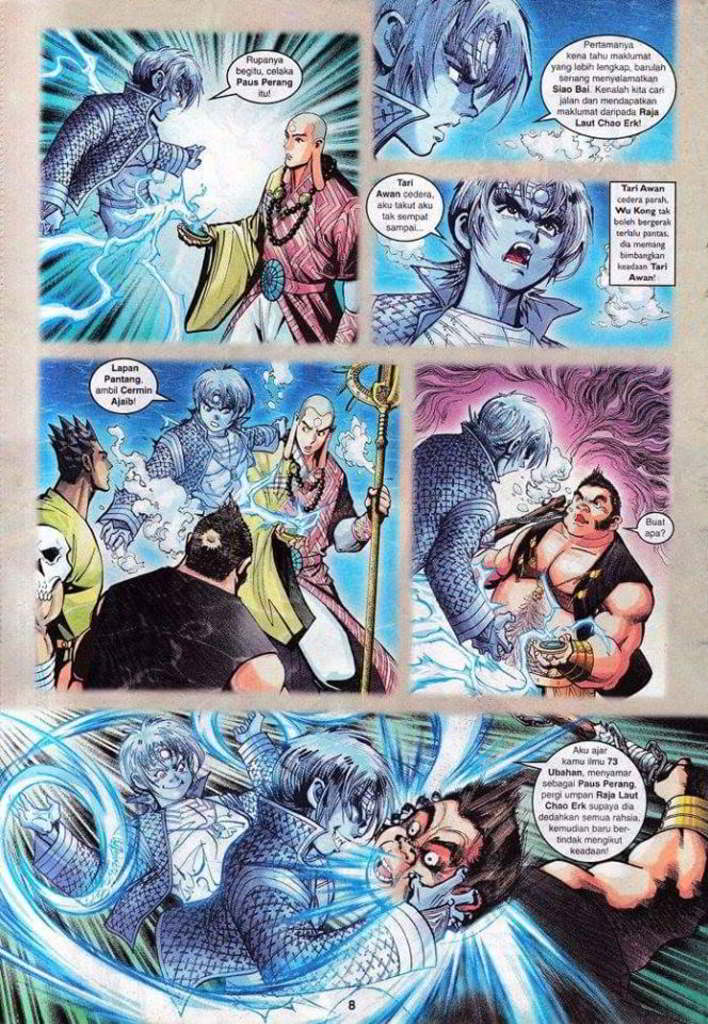 Rupanya
begitu, celaka
Paus Perang
itu!
Pertamanya
kena tahu maklumat
yang lebih lengkap, barulah
senang menyelamatkan
Siao Bai. Kenalah kita cari
jalan dan mendapatkan
maklumat daripada Raja
Laut Chao Erk!
Tari
Awan cedera,
aku takut aku
tak sempat
sampai...
Tari Awan
cedera parah,
Wu Kong tak
boleh bergerak
terlalu pantas,
dia memang
bimbangkan
keadaan Tari
Awan!
Lapan
Pantang,
ambil Cermin
Ajaib!
Buat
apa?
Aku ajar
kamu ilmu 73
Ubahan, menyamar
sebagai Paus Perang,
pergi umpan Raja Laut
Chao Erk supaya dia
dedahkan semua rahsia,
kemudian baru ber-
tindak mengikut
keadaan!
8